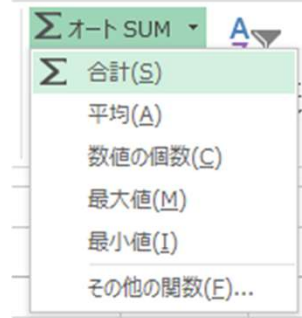 Σ オート SUM
Σ 合計(S)
平均(A)
数値の個数(C)
最大値(M)
最小値(I)
その他の関数(F)...